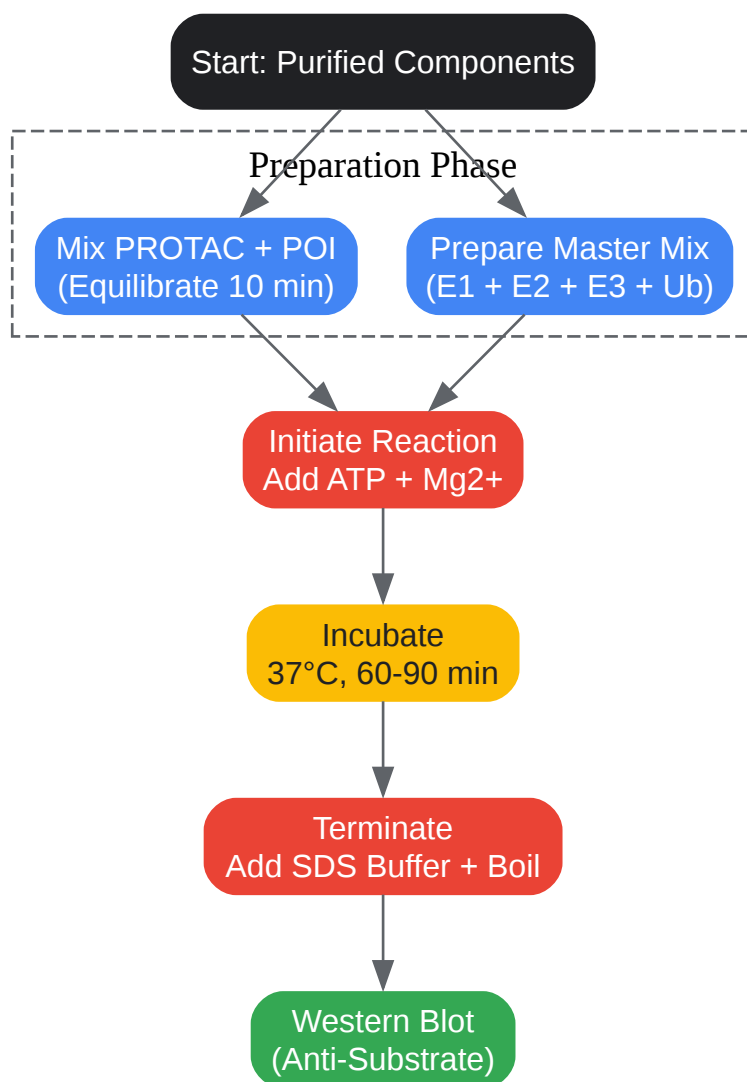 Start: Purified Components
Preparation Phase
Mix PROTAC + POI
(Equilibrate 10 min)
Prepare Master Mix
(E1 + E2 + E3 + Ub)
Initiate Reaction
Add ATP + Mg2+
Incubate
37°C, 60-90 min
Terminate
Add SDS Buffer + Boil
Western Blot
(Anti-Substrate)